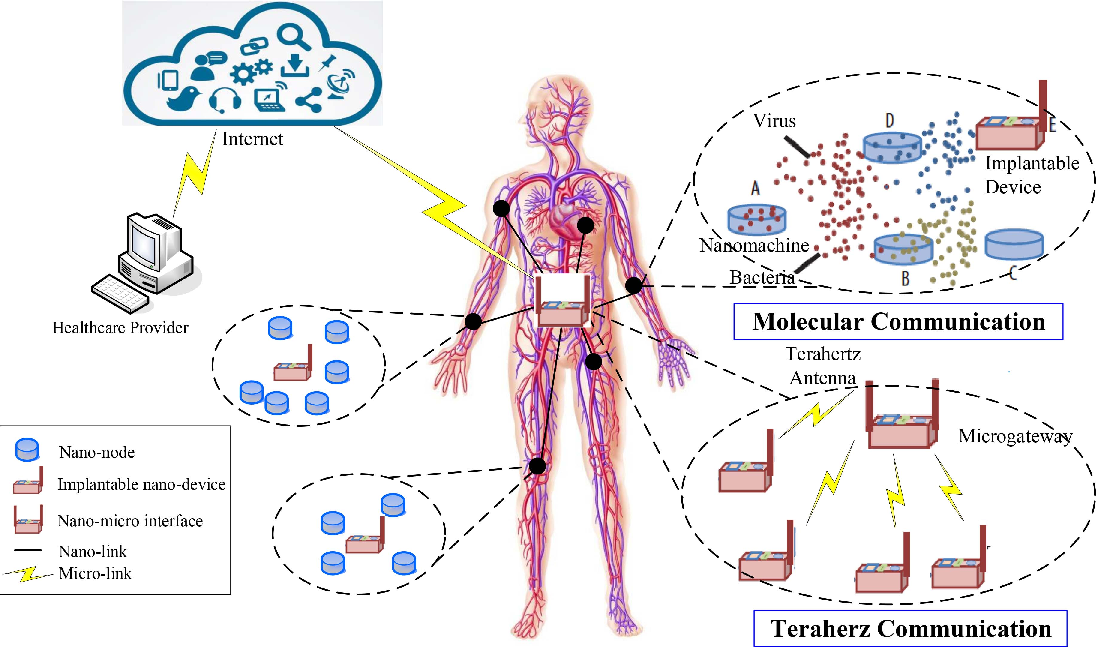 Internet
Healthcare Provider
Virus
D
E
Implantable
Device
A
Nanomachine
Bacteria
B
C
Molecular Communication
Terahertz
Antenna
Microgateway
Teraherz Communication
Nano-node
Implantable nano-device
Nano-micro interface
Nano-link
Micro-link